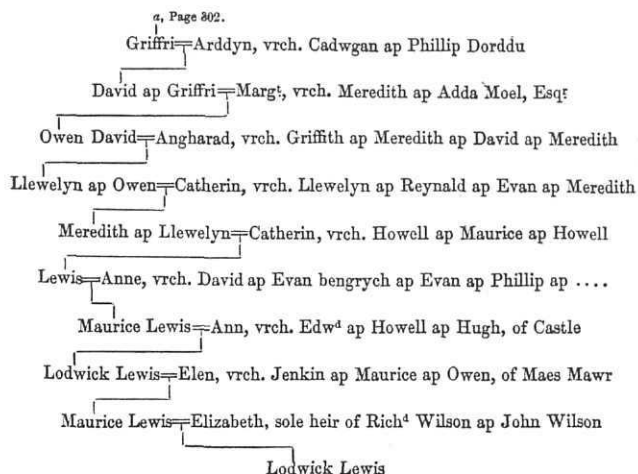 a, Page 302.
Griffri=Arddyn, vrch. Cadwgan ap Phillip Dorddu
David ap Griffri=Margᵗ, vrch. Meredith ap Adda Moel, Esqʳ
Owen David=Angharad, vrch. Griffith ap Meredith ap David ap Meredith
Llewelyn ap Owen=Catherin, vrch. Llewelyn ap Reynald ap Evan ap Meredith
Meredith ap Llewelyn=Catherin, vrch. Howell ap Maurice ap Howell
Lewis=Anne, vrch. David ap Evan bengrych ap Evan ap Phillip ap ....
Maurice Lewis=Ann, vrch. Edwᵈ ap Howell ap Hugh, of Castle
Lodwick Lewis=Elen, vrch. Jenkin ap Maurice ap Owen, of Maes Mawr
Maurice Lewis=Elizabeth, sole heir of Richᵈ Wilson ap John Wilson
Lodwick Lewis